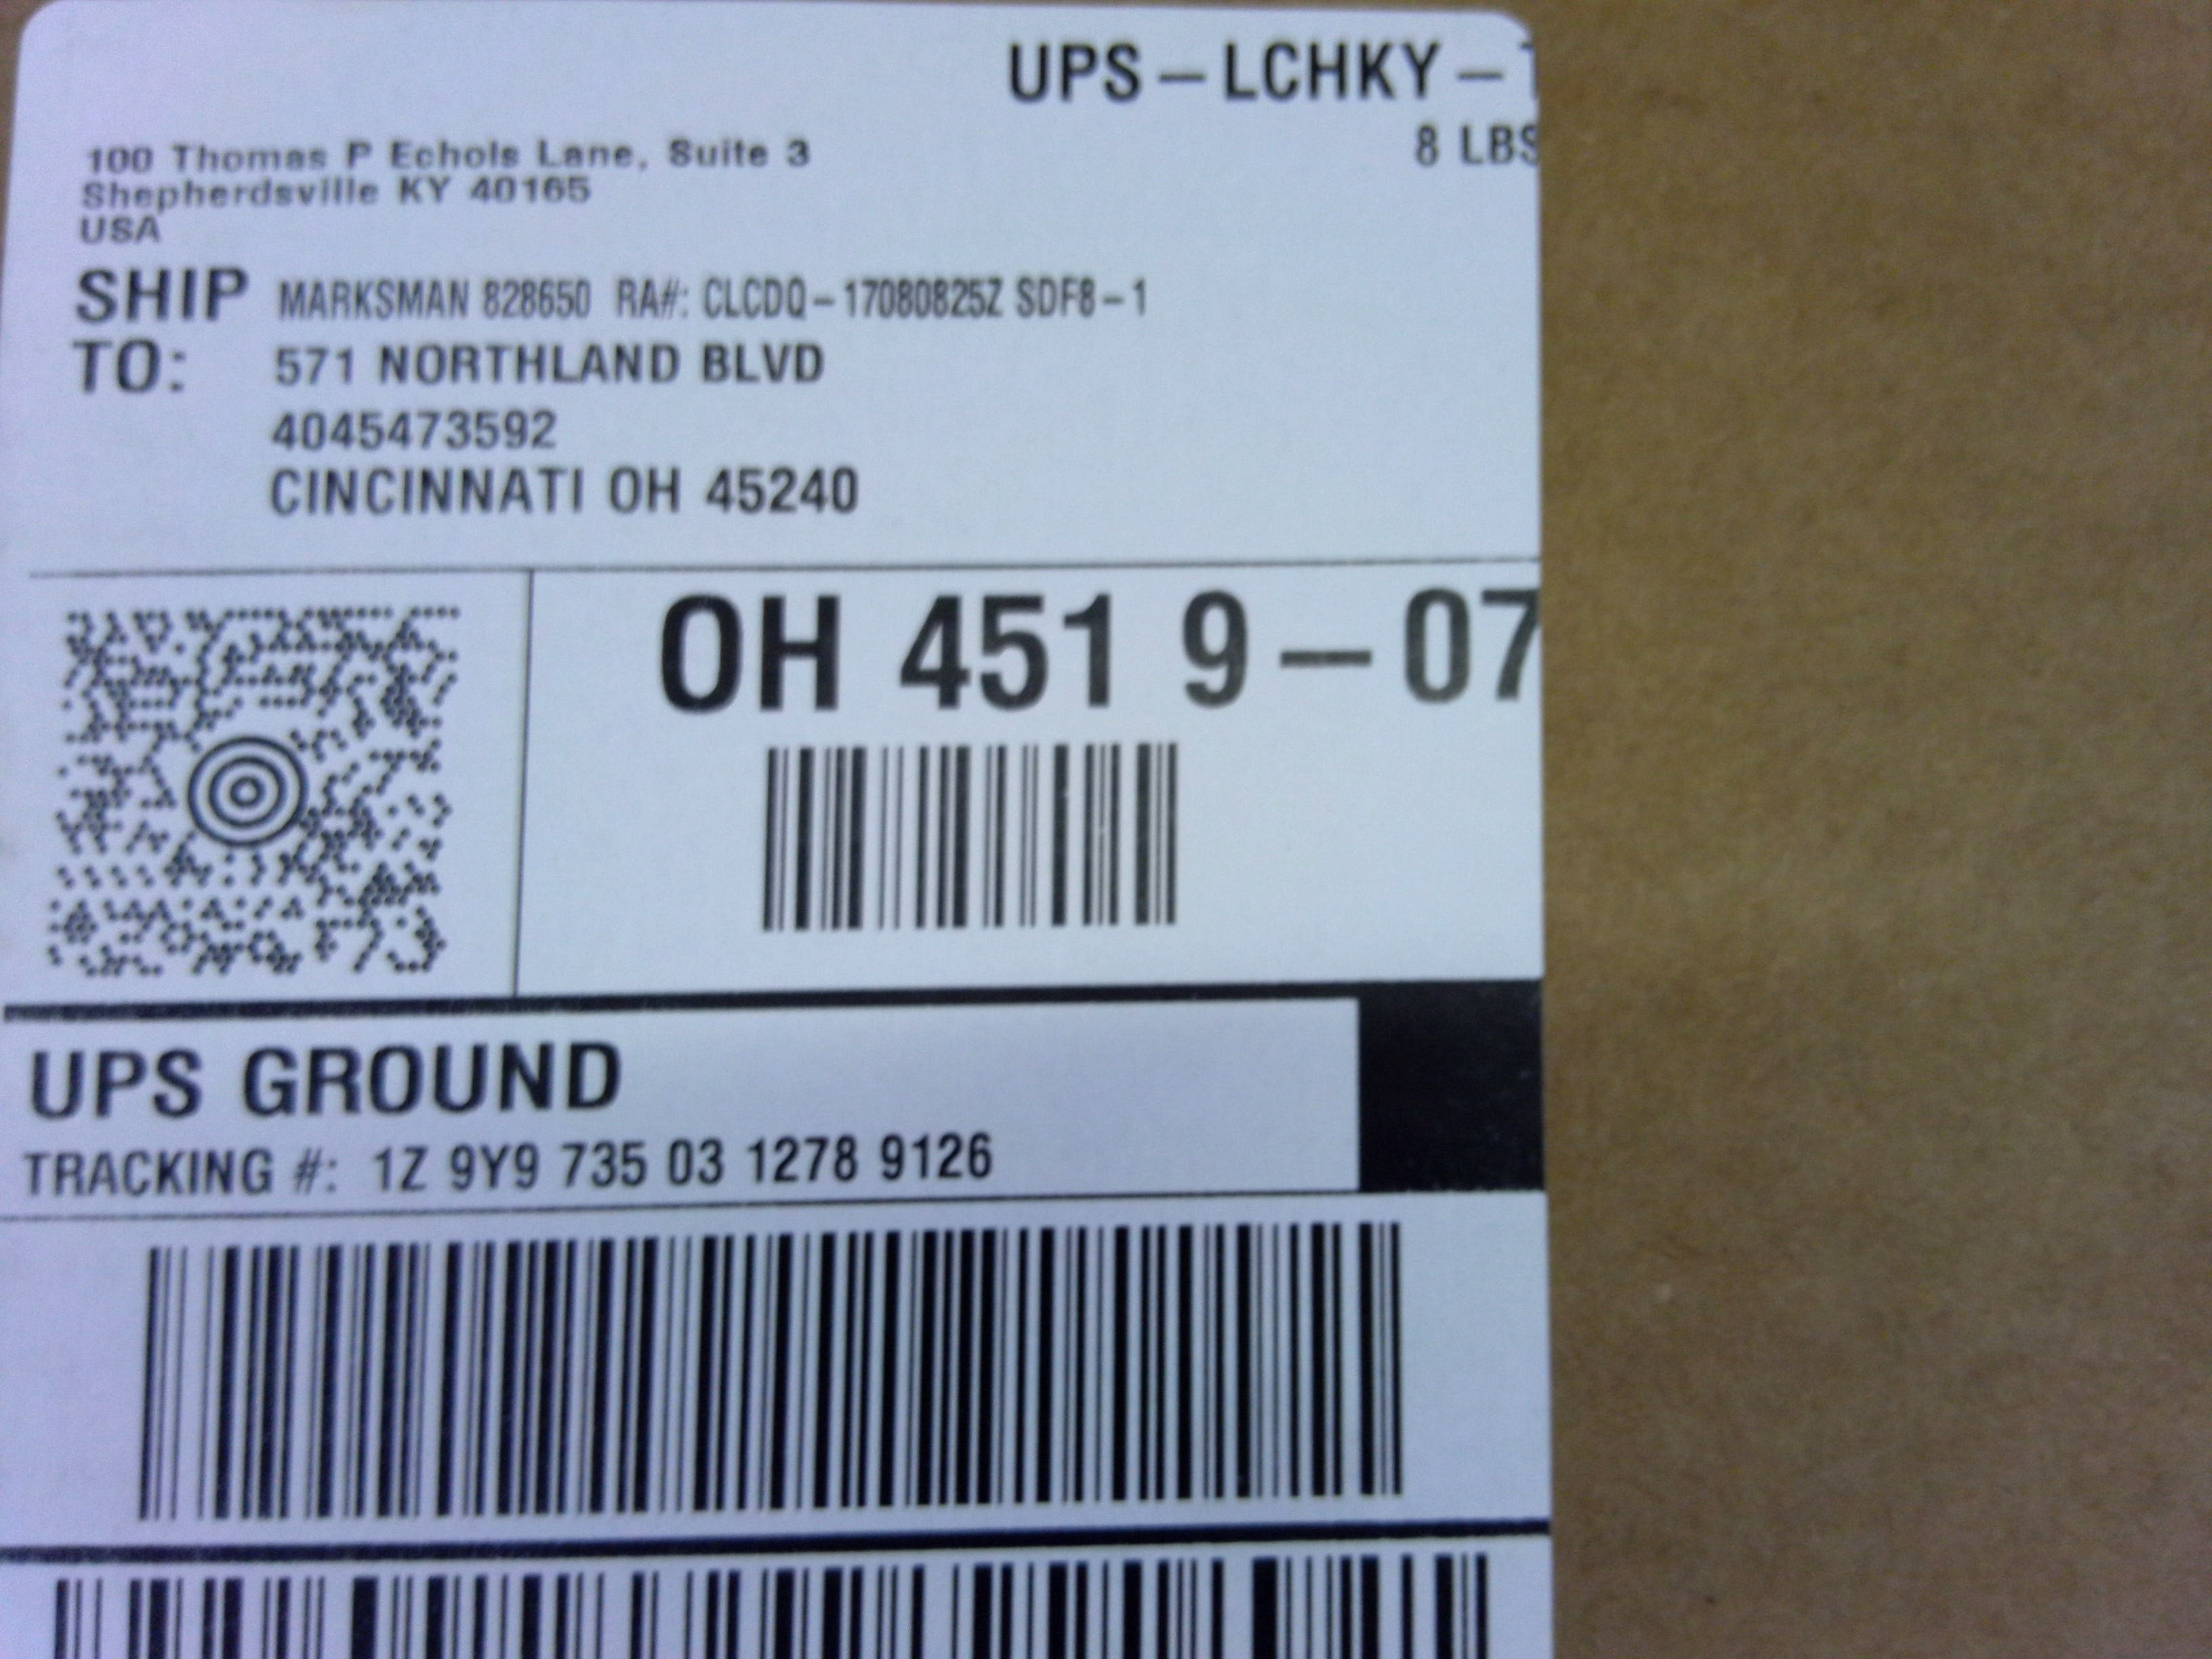 UPS – LCHKY –
8 LBS
100 Thomas P Echols Lane, Suite 3
Shepherdsville KY 40165
USA
SHIP TO:
MARKSMAN 828650 RA#: CLCDQ–17080825Z SDF8–1
571 NORTHLAND BLVD
4045473592
CINCINNATI OH 45240
OH 451 9–07
UPS GROUND
TRACKING #: 1Z 9Y9 735 03 1278 9126